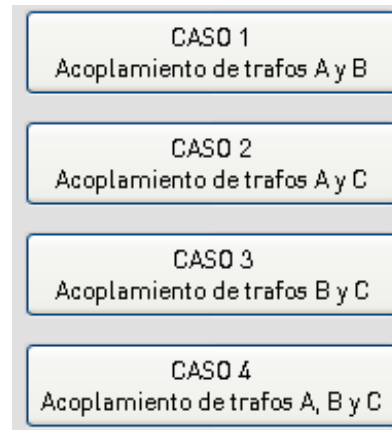 CASO 1
Acoplamiento de trafos A y B
CASO 2
Acoplamiento de trafos A y C
CASO 3
Acoplamiento de trafos B y C
CASO 4
Acoplamiento de trafos A, B y C